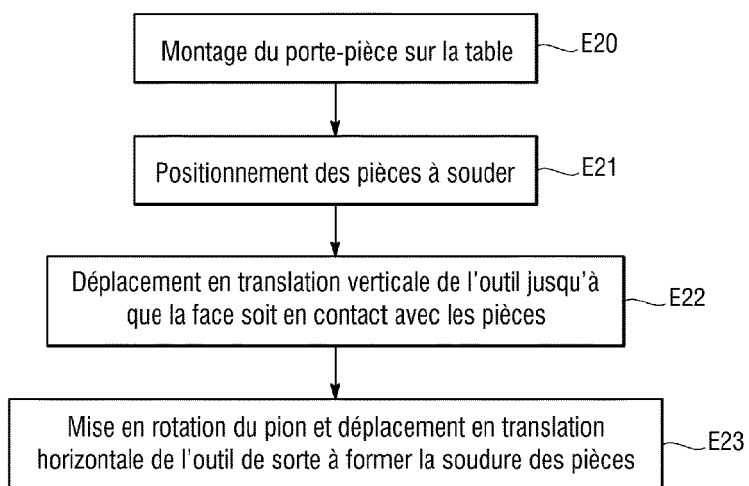 Montage du porte-pièce sur la table
E20
Positionnement des pièces à souder
E21
Déplacement en translation verticale de l'outil jusqu'à
que la face soit en contact avec les pièces
E22
Mise en rotation du pion et déplacement en translation
horizontale de l'outil de sorte à former la soudure des pièces
E23